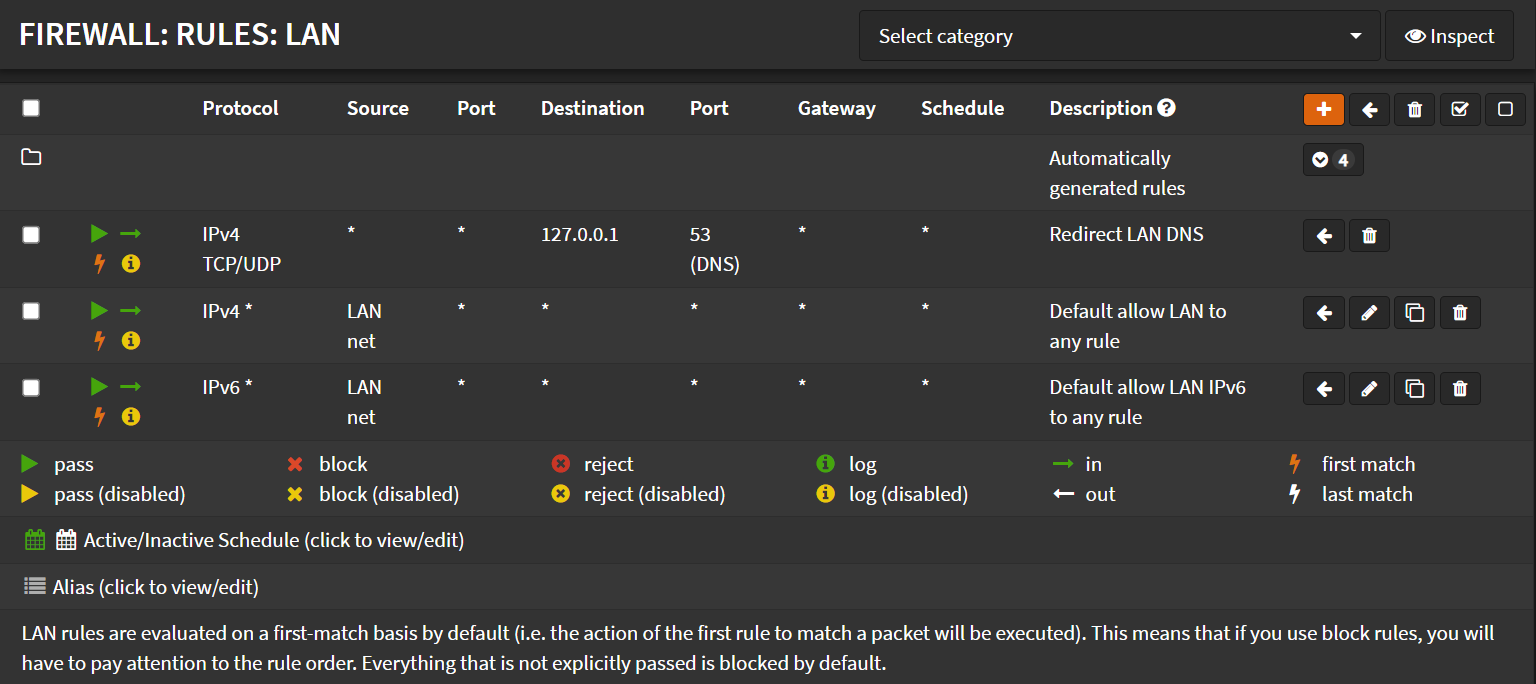 FIREWALL: RULES: LAN
Select category
Inspect
Protocol Source Port Destination Port Gateway Schedule Description
Automatically
generated rules
4
IPv4 * * 127.0.0.1 53 * * Redirect LAN DNS
TCP/UDP (DNS)
IPv4 * LAN * * * * * Default allow LAN to
net any rule
IPv6 * LAN * * * * * Default allow LAN IPv6
net to any rule
pass block reject log in first match
pass (disabled) block (disabled) reject (disabled) log (disabled) out last match
Active/Inactive Schedule (click to view/edit)
Alias (click to view/edit)
LAN rules are evaluated on a first-match basis by default (i.e. the action of the first rule to match a packet will be executed). This means that if you use block rules, you will
have to pay attention to the rule order. Everything that is not explicitly passed is blocked by default.